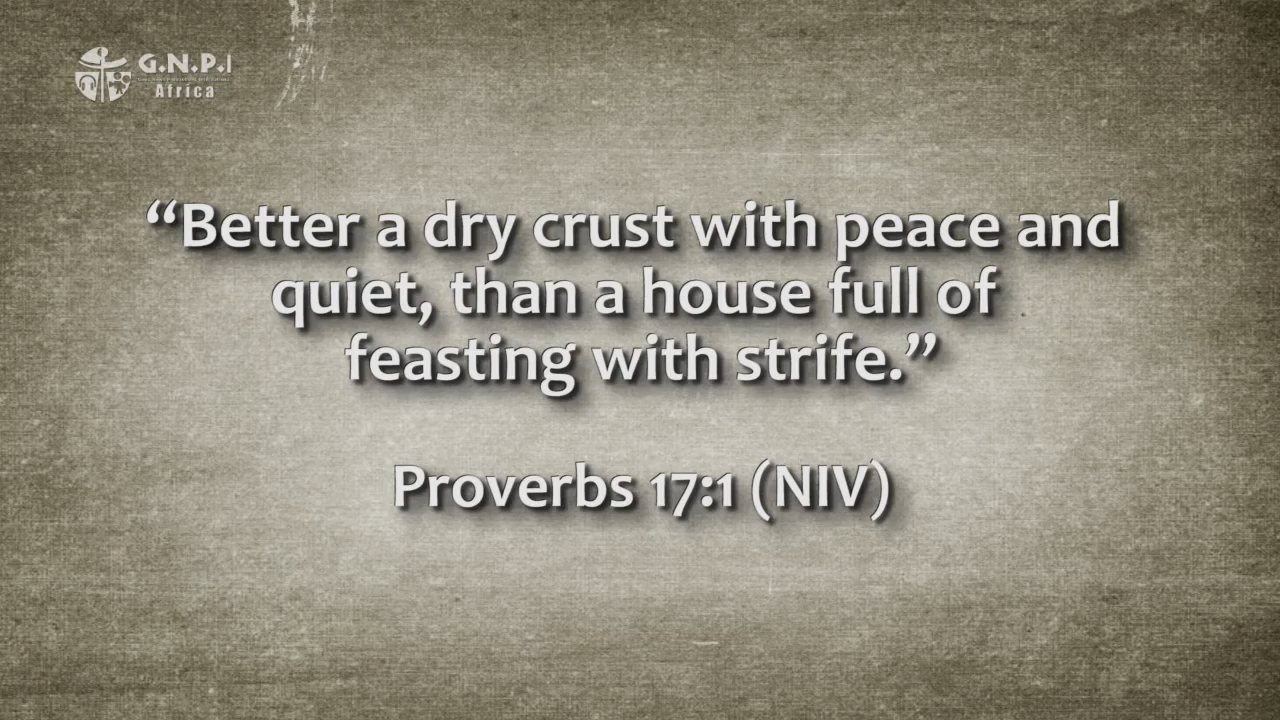 G.N.P.I
Africa
“Better a dry crust with peace and
quiet, than a house full of
feasting with strife.”
Proverbs 17:1 (NIV)